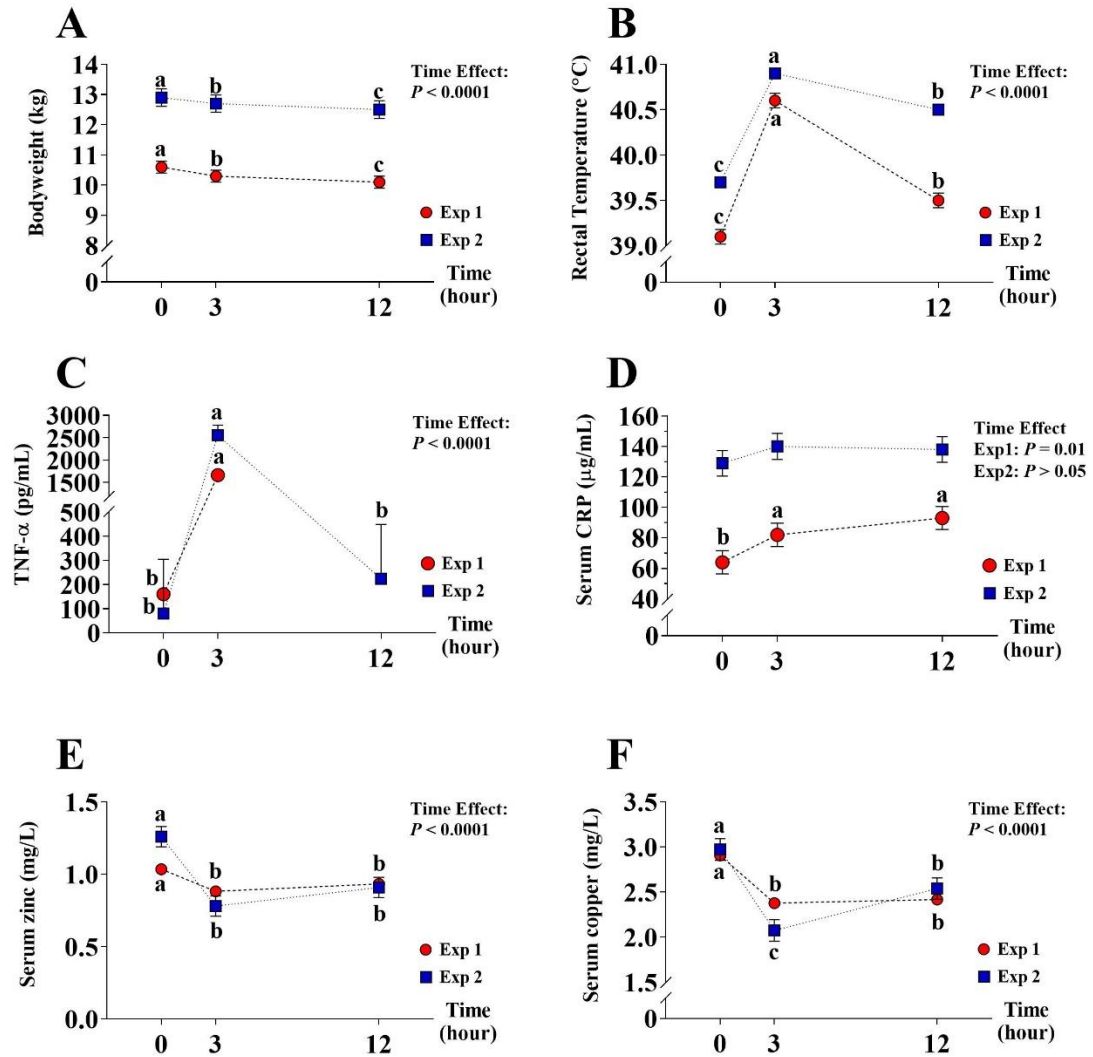 A
Bodyweight (kg)
14
13
12
11
10
9
8
0
a
b
c
a
b
c
Time Effect:
P < 0.0001
Exp 1
Exp 2
Time
(hour)
0 3 12
B
Rectal Temperature (°C)
41.0
40.5
40.0
39.5
39.0
0
a
b
c
a
b
c
Time Effect:
P < 0.0001
Exp 1
Exp 2
Time
(hour)
0 3 12
C
TNF-α (pg/mL)
3000
2500
2000
1500
500
400
300
200
100
0
a
a
b
b
b
Time Effect:
P < 0.0001
Exp 1
Exp 2
Time
(hour)
0 3 12
D
Serum CRP (µg/mL)
160
140
120
100
80
60
40
0
b
a
a
Time Effect
Exp1: P = 0.01
Exp2: P > 0.05
Exp 1
Exp 2
Time
(hour)
0 3 12
E
Serum zinc (mg/L)
1.5
1.0
0.5
0.0
a
a
b
b
b
b
Time Effect:
P < 0.0001
Exp 1
Exp 2
Time
(hour)
0 3 12
F
Serum copper (mg/L)
3.5
3.0
2.5
2.0
1.5
0
a
a
b
c
b
b
Time Effect:
P < 0.0001
Exp 1
Exp 2
Time
(hour)
0 3 12